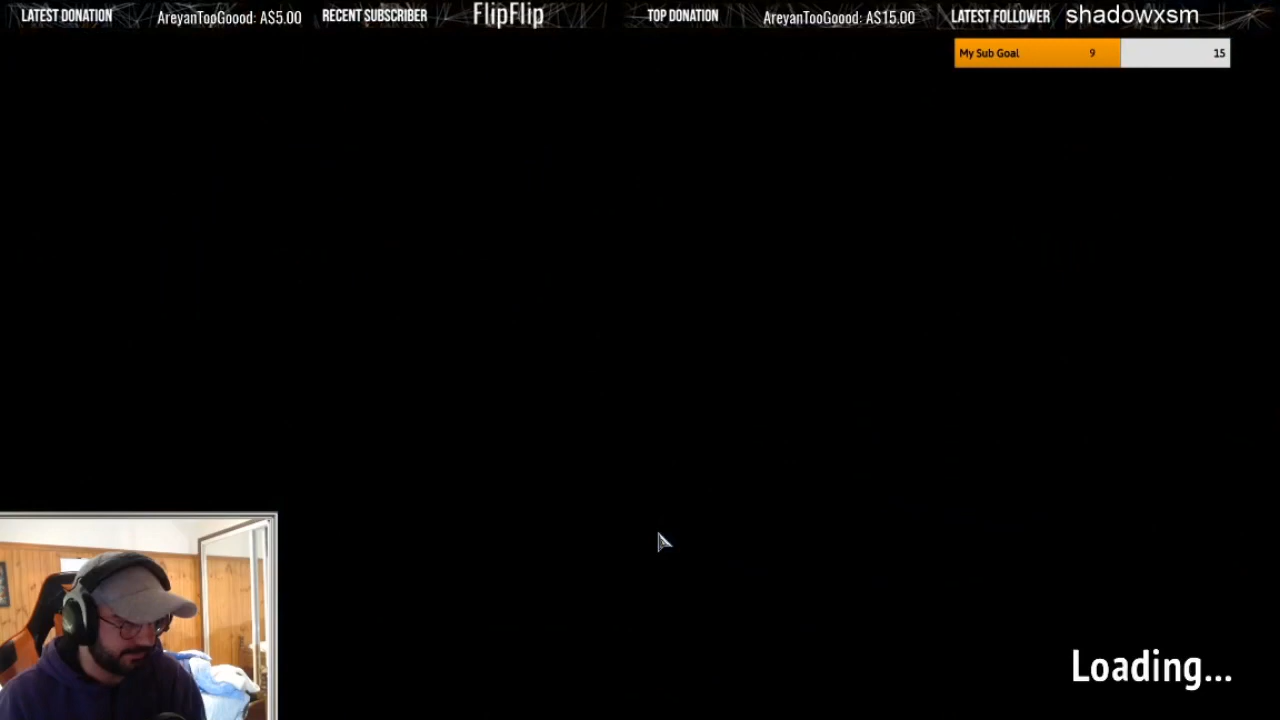 LATEST DONATION AreyanTopGoood: A$5.00 RECENT SUBSCRIBER FlipFlip TOP DONATION AreyanTooGoood: A$15.00 LATEST FOLLOWER shadowxsm
My Sub Goal 9 15
Loading...